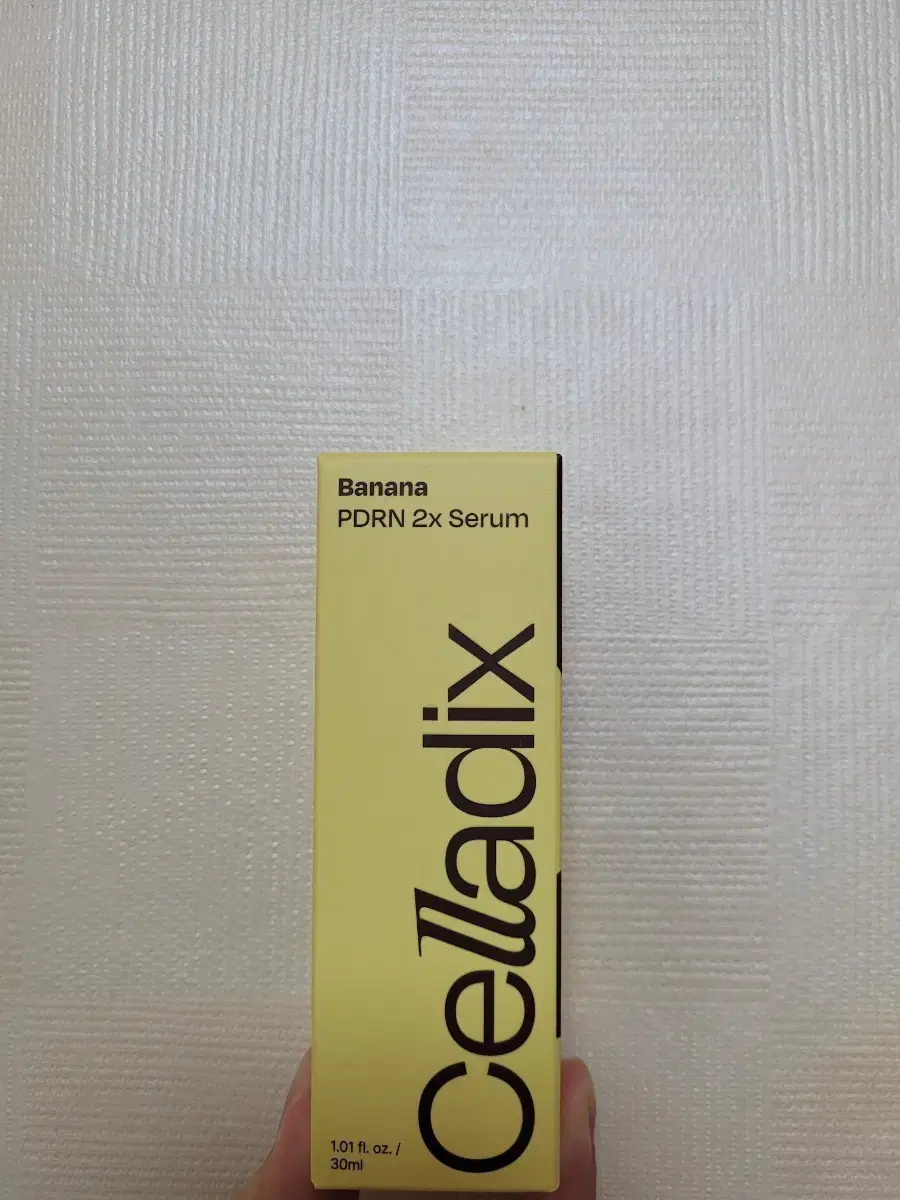 Banana
PDRN 2x Serum
Celladix
1.01 fl. oz. /
30ml